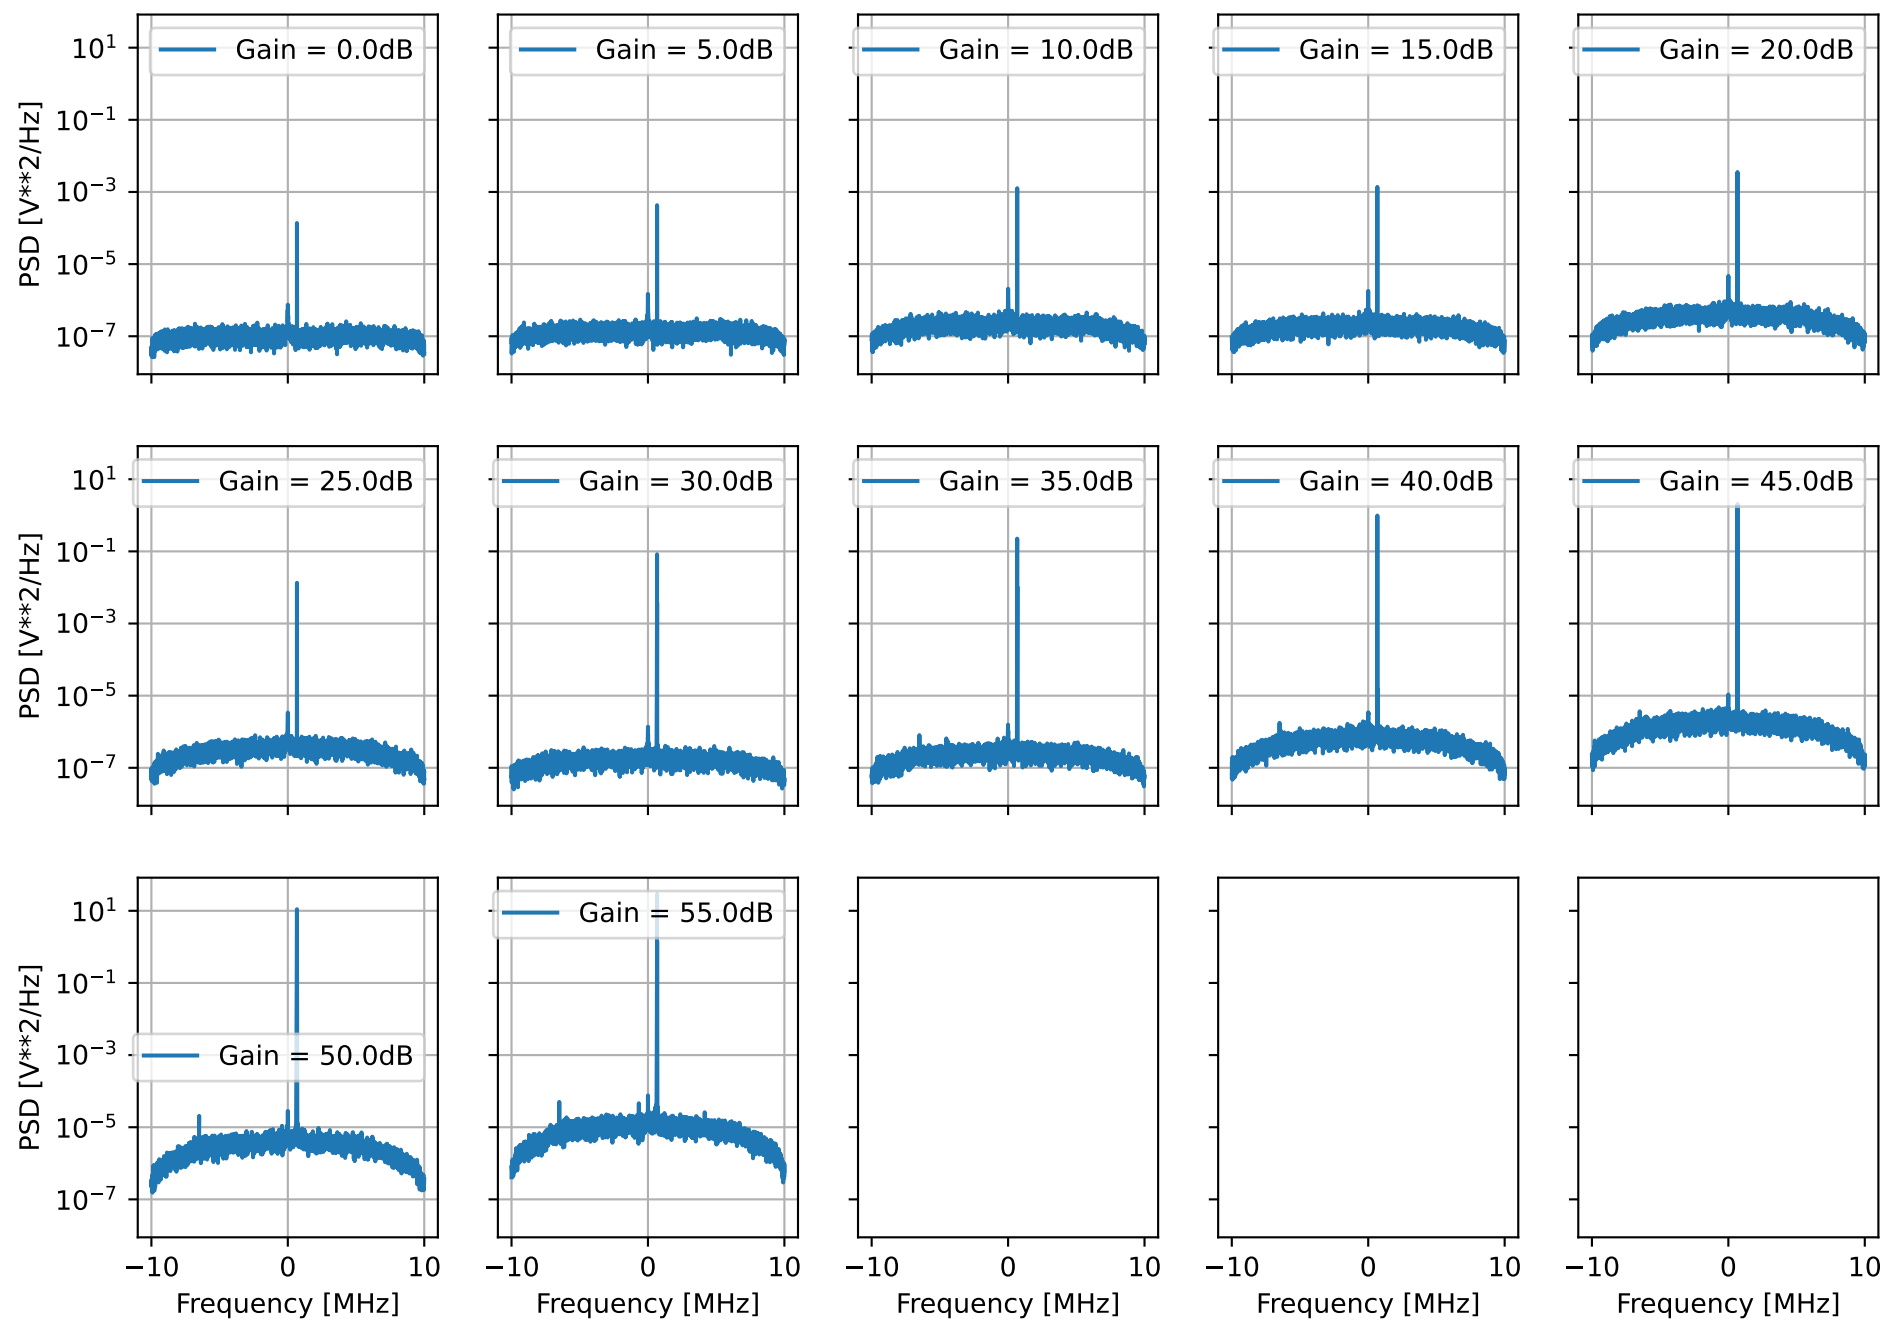 Gain = 0.0dB
Gain = 5.0dB
Gain = 10.0dB
Gain = 15.0dB
Gain = 20.0dB
10¹
10⁻¹
10⁻³
10⁻⁵
10⁻⁷
PSD [V**2/Hz]
Gain = 25.0dB
Gain = 30.0dB
Gain = 35.0dB
Gain = 40.0dB
Gain = 45.0dB
10¹
10⁻¹
10⁻³
10⁻⁵
10⁻⁷
PSD [V**2/Hz]
Gain = 50.0dB
Gain = 55.0dB
10¹
10⁻¹
10⁻³
10⁻⁵
10⁻⁷
PSD [V**2/Hz]
−10 0 10
−10 0 10
−10 0 10
−10 0 10
−10 0 10
Frequency [MHz]
Frequency [MHz]
Frequency [MHz]
Frequency [MHz]
Frequency [MHz]